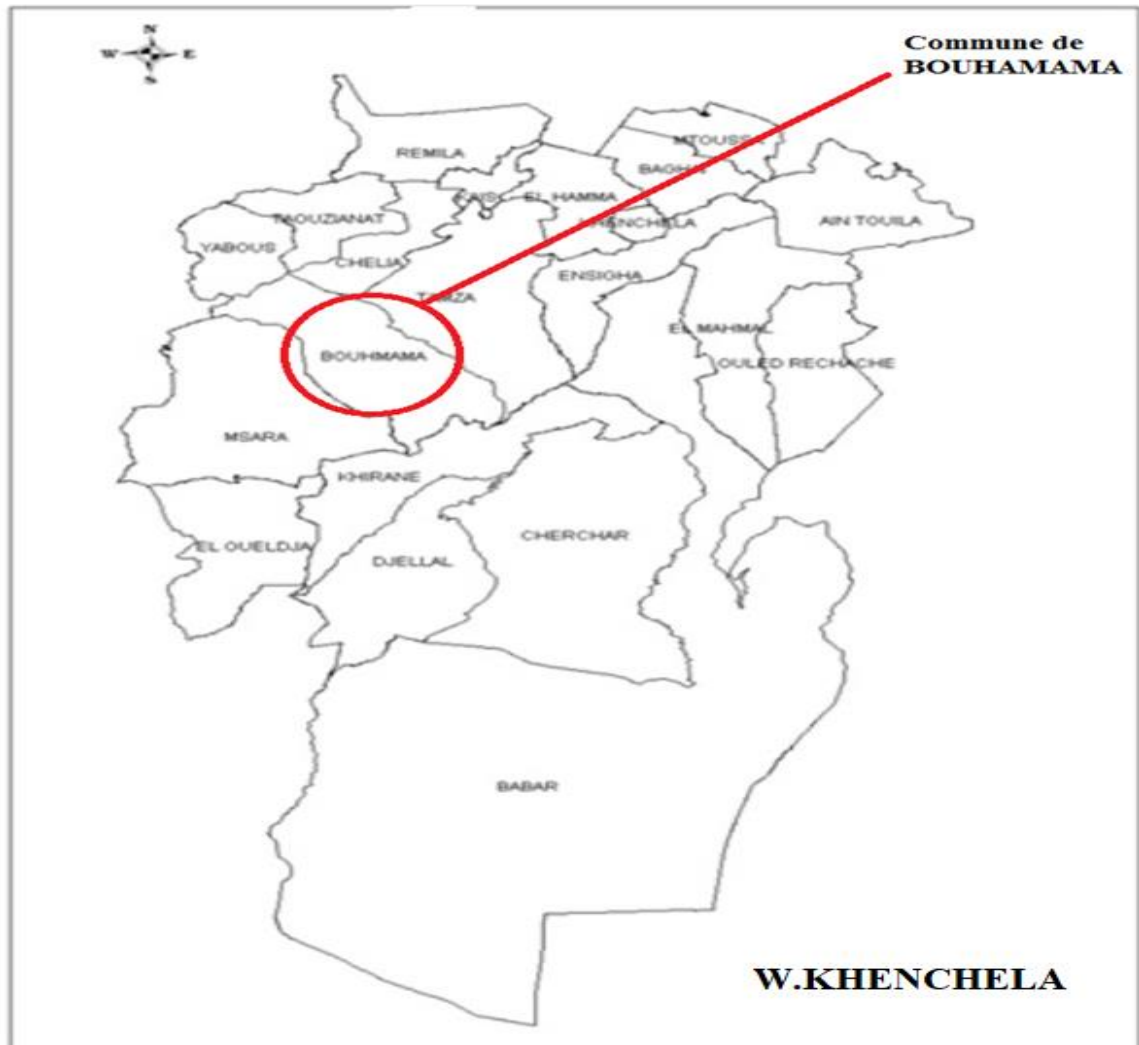 N
W E
S
Commune de
BOUHAMAMA
REMILA
MTOUSSA
BAGHAI
KAIS
EL HAMMA
TAOUZIANAT
KHENCHELA
AIN TOUILA
YABOUS
CHELIA
ENSIGHA
TAMZA
EL MAHMAL
BOUHMAMA
OULED RECHACHE
MSARA
KHIRANE
CHERCHAR
EL OUELDJA
DJELLAL
BABAR
W.KHENCHELA